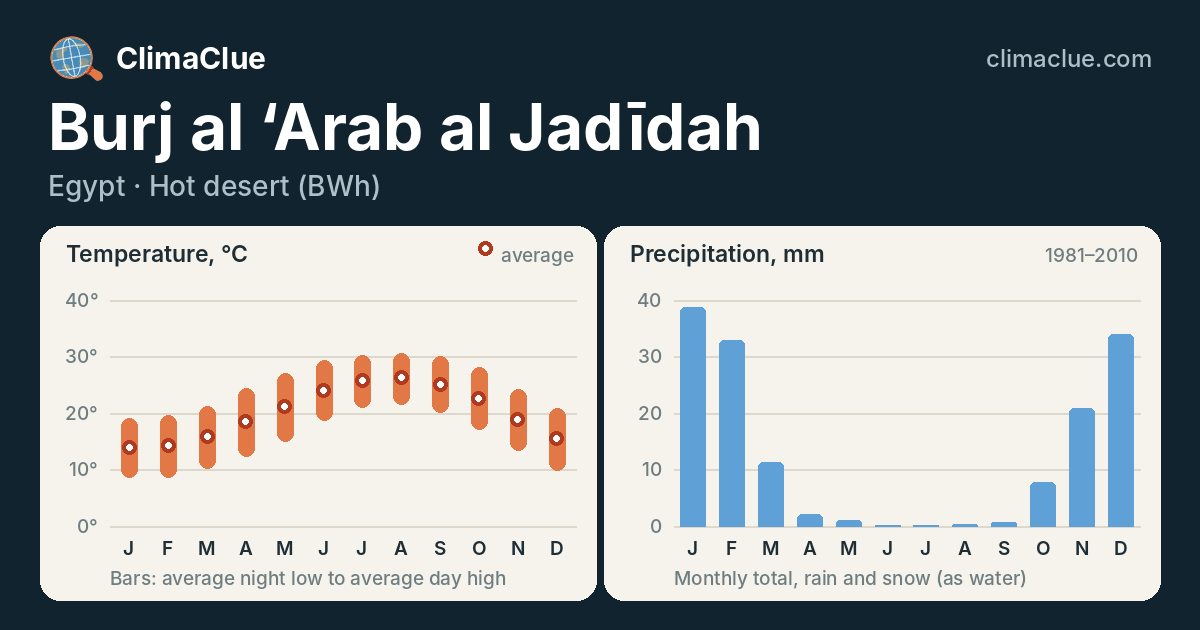 ClimaClue
climaclue.com
Burj al ‘Arab al Jadīdah
Egypt · Hot desert (BWh)
Temperature, °C
average
40°
30°
20°
10°
0°
J F M A M J J A S O N D
Bars: average night low to average day high
Precipitation, mm
1981–2010
40
30
20
10
0
J F M A M J J A S O N D
Monthly total, rain and snow (as water)